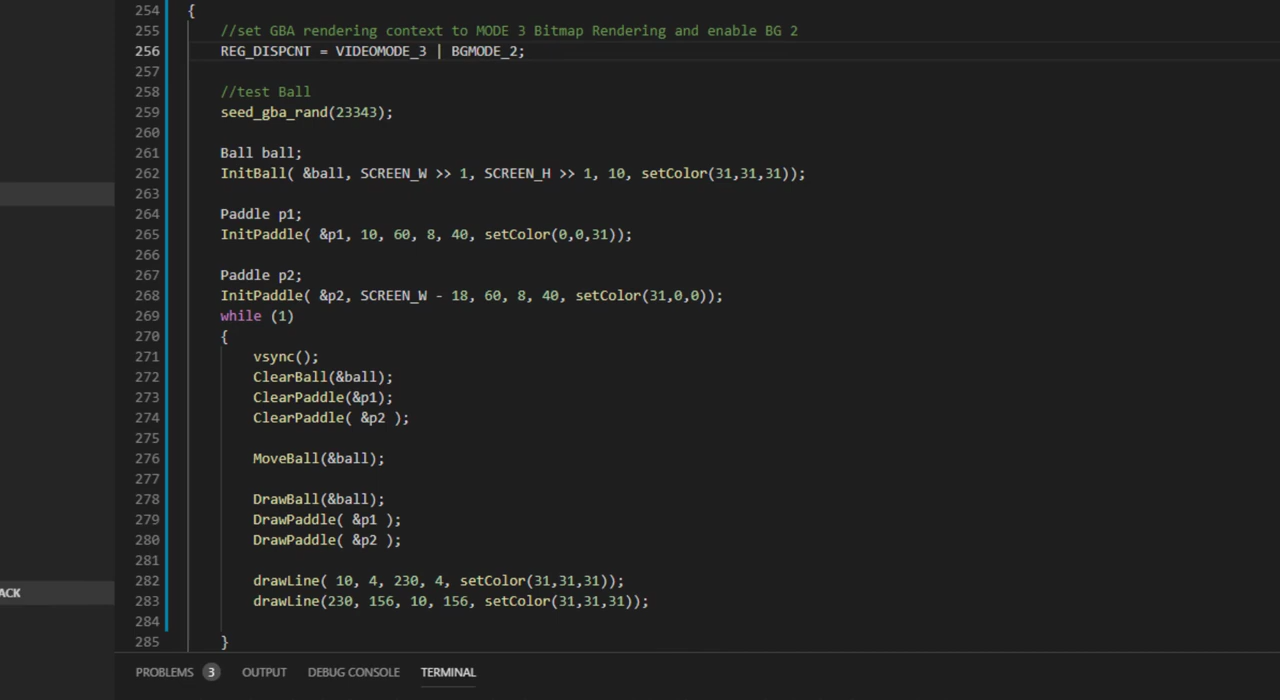 254 {
255 //set GBA rendering context to MODE 3 Bitmap Rendering and enable BG 2
256 REG_DISPCNT = VIDEOMODE_3 | BGMODE_2;
257
258 //test Ball
259 seed_gba_rand(23343);
260
261 Ball ball;
262 InitBall( &ball, SCREEN_W >> 1, SCREEN_H >> 1, 10, setColor(31,31,31));
263
264 Paddle p1;
265 InitPaddle( &p1, 10, 60, 8, 40, setColor(0,0,31));
266
267 Paddle p2;
268 InitPaddle( &p2, SCREEN_W - 18, 60, 8, 40, setColor(31,0,0));
269 while (1)
270 {
271 vsync();
272 ClearBall(&ball);
273 ClearPaddle(&p1);
274 ClearPaddle( &p2 );
275
276 MoveBall(&ball);
277
278 DrawBall(&ball);
279 DrawPaddle( &p1 );
280 DrawPaddle( &p2 );
281
282 drawLine( 10, 4, 230, 4, setColor(31,31,31));
283 drawLine(230, 156, 10, 156, setColor(31,31,31));
284
285 }
ACK
PROBLEMS 3 OUTPUT DEBUG CONSOLE TERMINAL